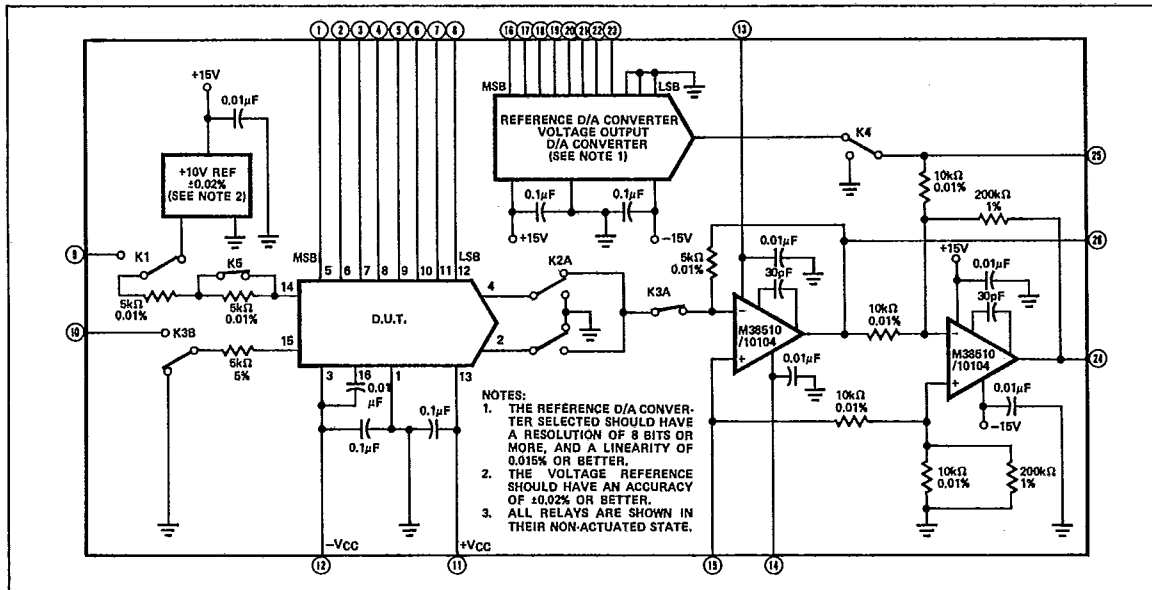 1 2 3 4 5 6 7 8
16 17 18 19 20 21 22 23
13
+15V
0.01µF
+10V REF
±0.02%
(SEE NOTE 2)
MSB
LSB
REFERENCE D/A CONVERTER
VOLTAGE OUTPUT
D/A CONVERTER
(SEE NOTE 1)
0.1µF
0.1µF
+15V
−15V
K4
25
10kΩ
0.01%
200kΩ
1%
26
9
K1
K5
5kΩ
0.01%
5kΩ
0.01%
10
K3B
5kΩ
5%
MSB
LSB
5 6 7 8 9 10 11 12
14
15
D.U.T.
4
2
3
16
1
13
0.01
µF
0.1µF
0.1µF
K2A
K3A
5kΩ
0.01%
0.01µF
30pF
−
+
M38510
/10104
0.01µF
10kΩ
0.01%
+15V
0.01µF
30pF
−
+
M38510
/10104
24
0.01µF
−15V
10kΩ
0.01%
10kΩ
0.01%
200kΩ
1%
NOTES:
1. THE REFERENCE D/A CONVER-
TER SELECTED SHOULD HAVE
A RESOLUTION OF 8 BITS OR
MORE, AND A LINEARITY OF
0.015% OR BETTER.
2. THE VOLTAGE REFERENCE
SHOULD HAVE AN ACCURACY
OF ±0.02% OR BETTER.
3. ALL RELAYS ARE SHOWN IN
THEIR NON-ACTUATED STATE.
−VCC
+VCC
12
11
15
14